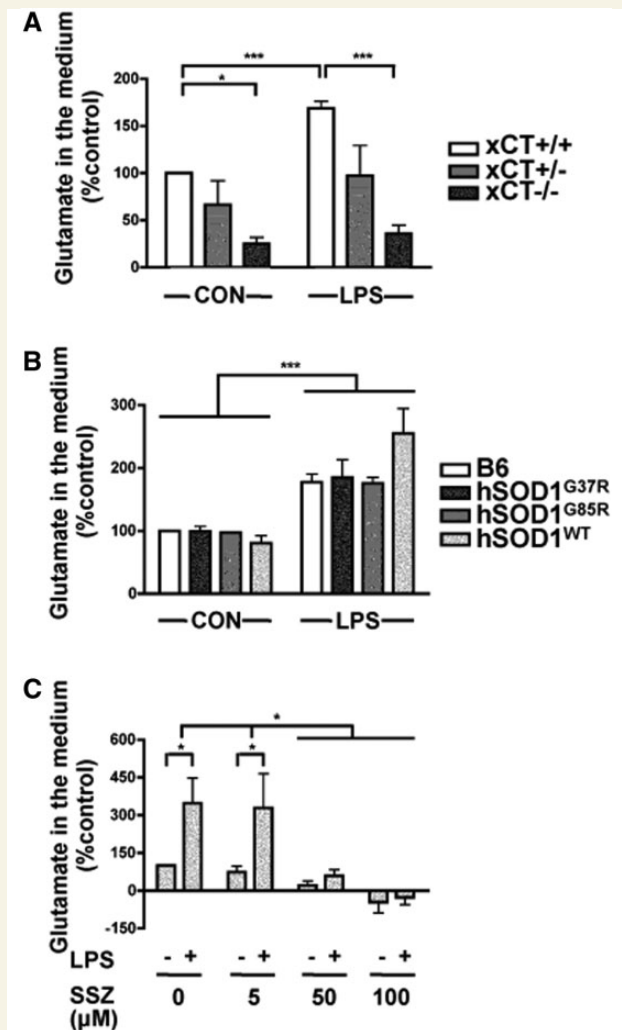 A
Glutamate in the medium
(%control)
200
150
100
50
0
***
*
***
xCT+/+
xCT+/-
xCT-/-
CON
LPS
B
Glutamate in the medium
(%control)
300
200
100
0
***
B6
hSOD1G37R
hSOD1G85R
hSOD1WT
CON
LPS
C
Glutamate in the medium
(%control)
600
450
300
150
0
-150
*
* *
LPS - + - + - + - +
SSZ 0 5 50 100
(µM)